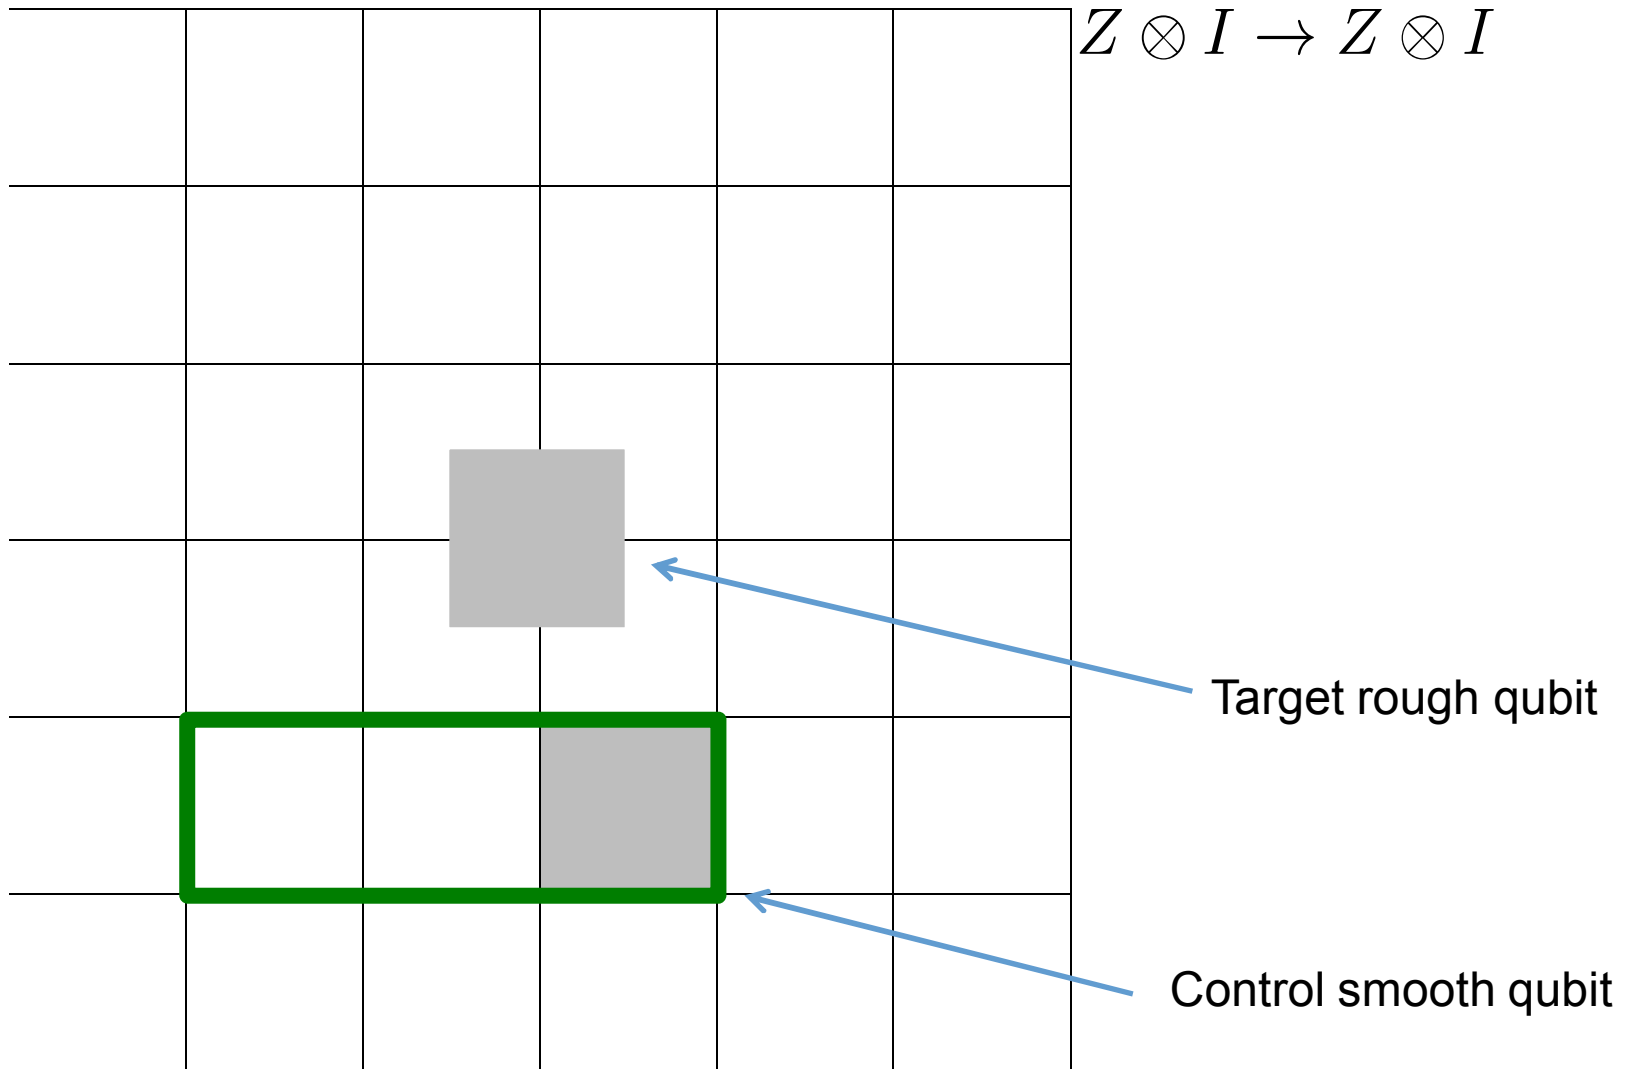 Z ⊗ I → Z ⊗ I
Target rough qubit
Control smooth qubit